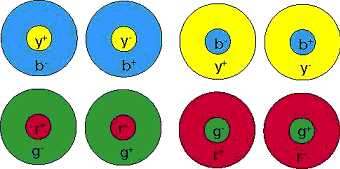 y⁺ y⁻ b⁻ b⁺
b⁻ b⁺ y⁺ y⁻
r⁺ r⁻ g⁻ g⁺
g⁻ g⁺ r⁺ r⁻